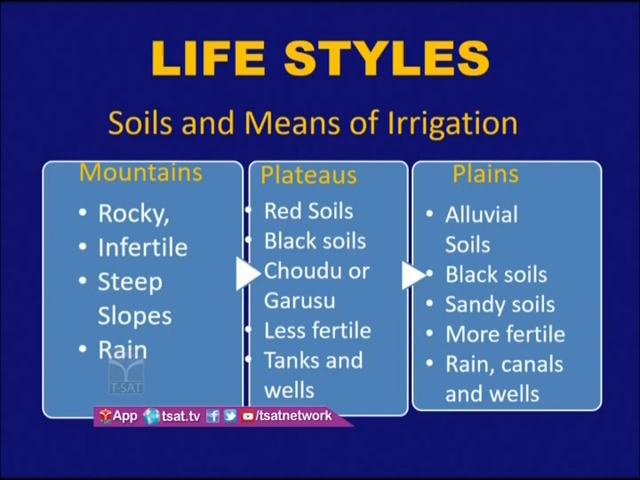 LIFE STYLES
Soils and Means of Irrigation
Mountains
• Rocky,
• Infertile
• Steep
Slopes
• Rain
Plateaus
• Red Soils
• Black soils
• Choudu or
Garusu
• Less fertile
• Tanks and
wells
Plains
• Alluvial
Soils
• Black soils
• Sandy soils
• More fertile
• Rain, canals
and wells
T-SAT
App tsat.tv /tsatnetwork